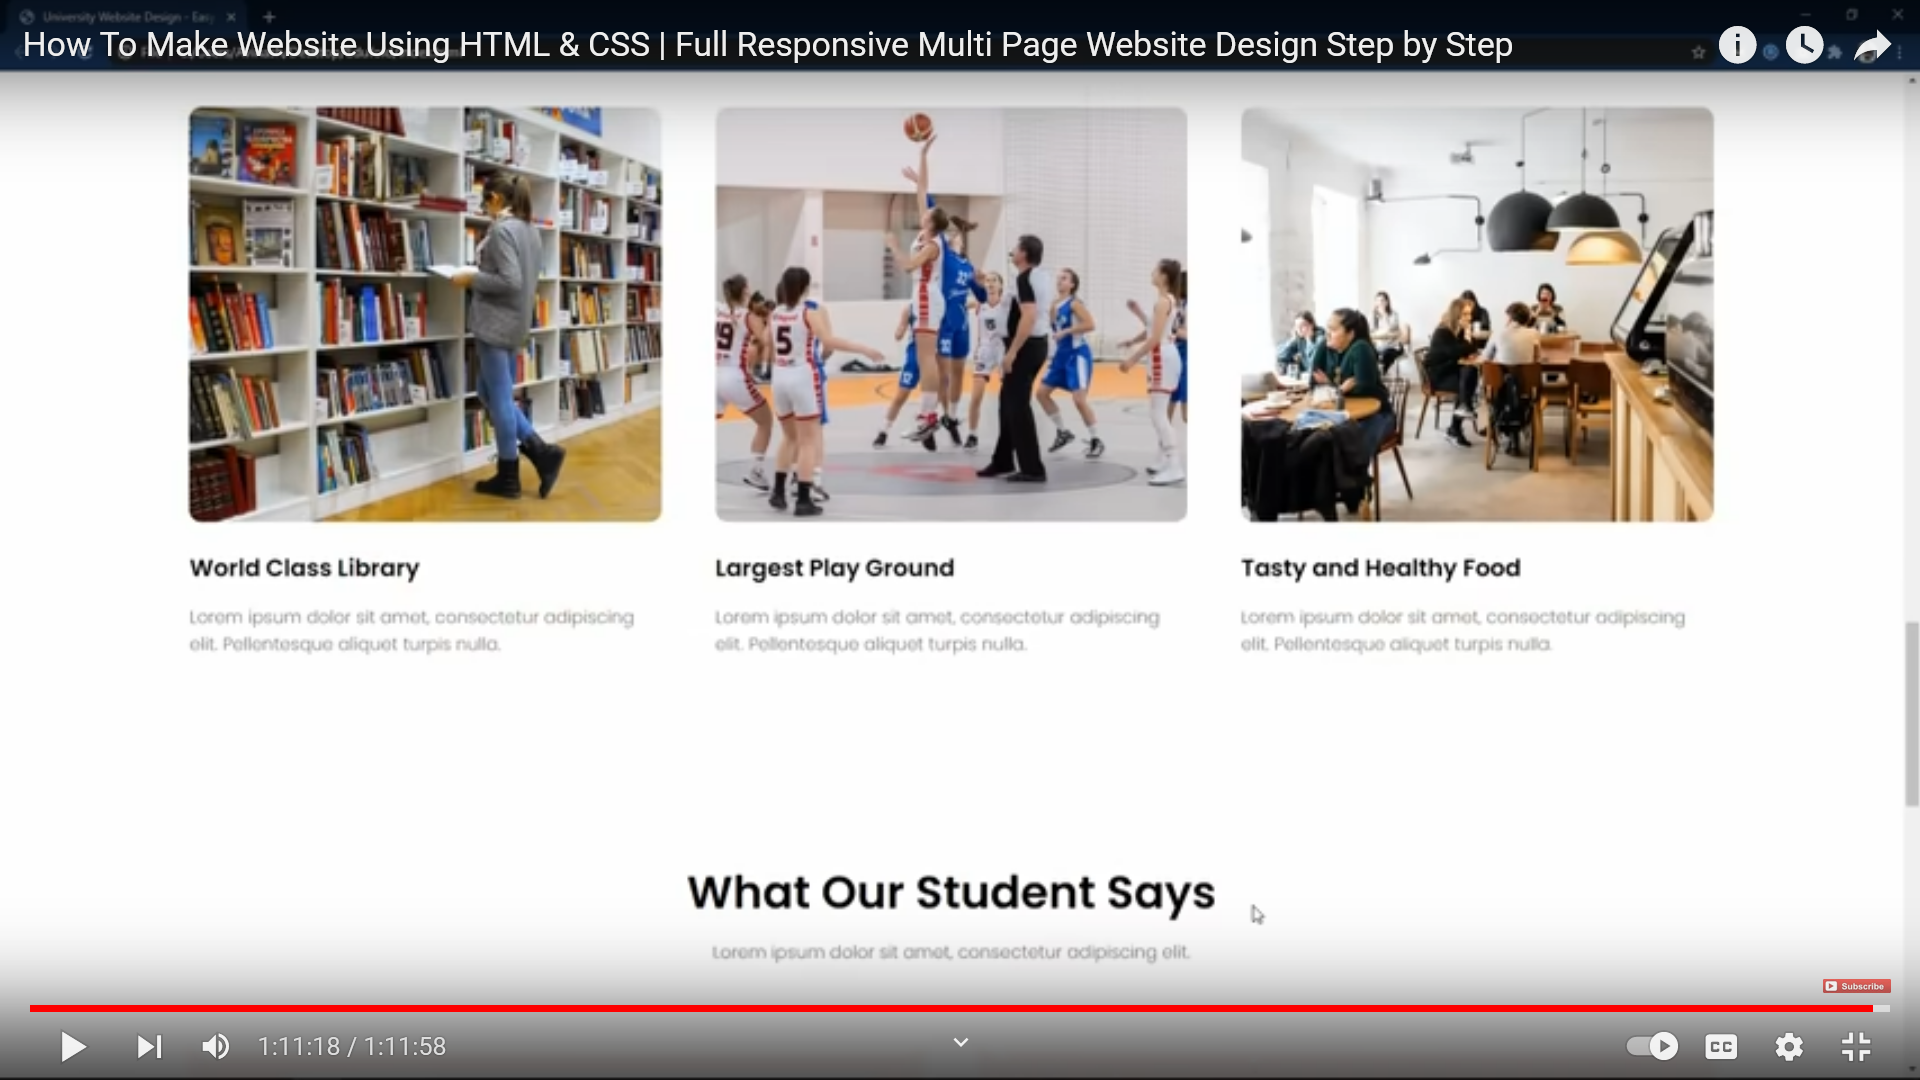 University Website Design - Eas
How To Make Website Using HTML & CSS | Full Responsive Multi Page Website Design Step by Step
19
5
World Class Library
Largest Play Ground
Tasty and Healthy Food
Lorem ipsum dolor sit amet, consectetur adipiscing
elit. Pellentesque aliquet turpis nulla.
Lorem ipsum dolor sit amet, consectetur adipiscing
elit. Pellentesque aliquet turpis nulla.
Lorem ipsum dolor sit amet, consectetur adipiscing
elit. Pellentesque aliquet turpis nulla.
What Our Student Says
Lorem ipsum dolor sit amet, consectetur adipiscing elit.
Subscribe
1:11:18 / 1:11:58
CC